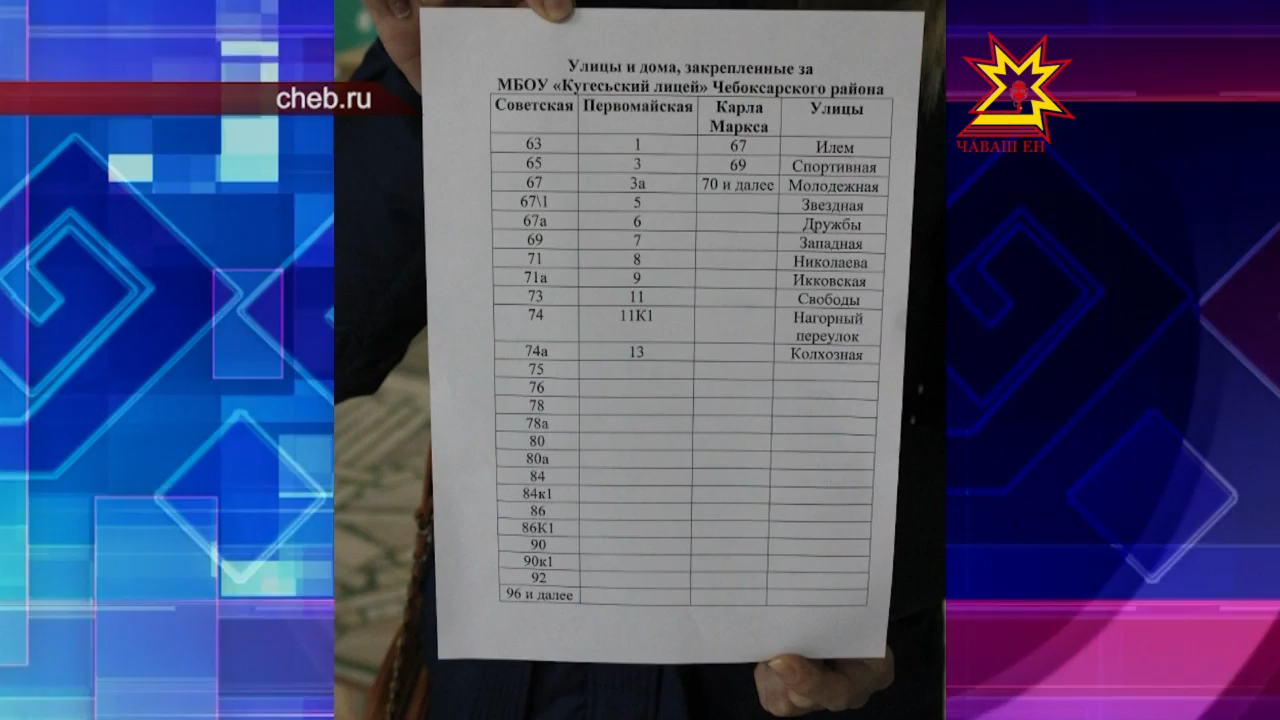 cheb.ru
ЧӐВАШ ЕН
Улицы и дома, закрепленные за
МБОУ «Кугесьский лицей» Чебоксарского района
Советская Первомайская Карла Маркса Улицы
63 1 67 Илем
65 3 69 Спортивная
67 3а 70 и далее Молодежная
67\1 5 Звездная
67а 6 Дружбы
69 7 Западная
71 8 Николаева
71а 9 Икковская
73 11 Свободы
74 11К1 Нагорный переулок
74а 13 Колхозная
75
76
78
78а
80
80а
84
84к1
86
86К1
90
90к1
92
96 и далее